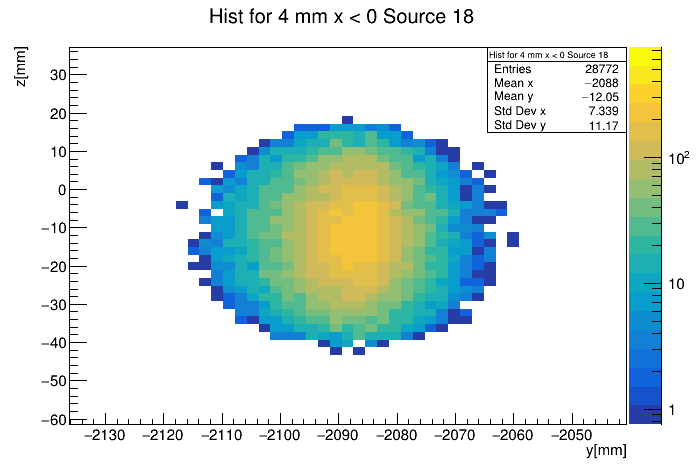 Hist for 4 mm x < 0 Source 18
z[mm]
Hist for 4 mm x < 0 Source 18
Entries 28772
Mean x −2088
Mean y −12.05
Std Dev x 7.339
Std Dev y 11.17
30
20
10
0
−10
−20
−30
−40
−50
−60
10²
10
1
−2130 −2120 −2110 −2100 −2090 −2080 −2070 −2060 −2050
y[mm]